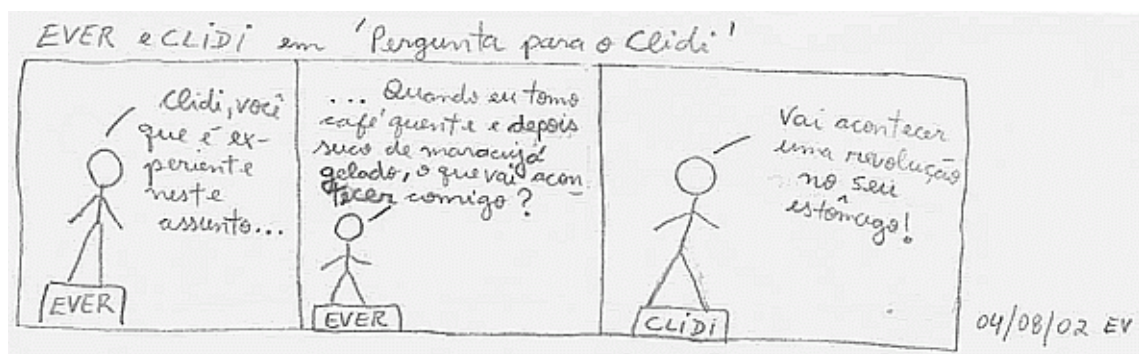 EVER e CLiDi em 'Pergunta para o Clidi'
Clidi, você
que é ex-
periente
neste
assunto...
EVER
... Quando eu tomo
café quente e depois
suco de maracujá
gelado, o que vai acon_
tecer comigo?
EVER
Vai acontecer
uma revolução
no seu
estômago!
CLiDi
04/08/02 EV